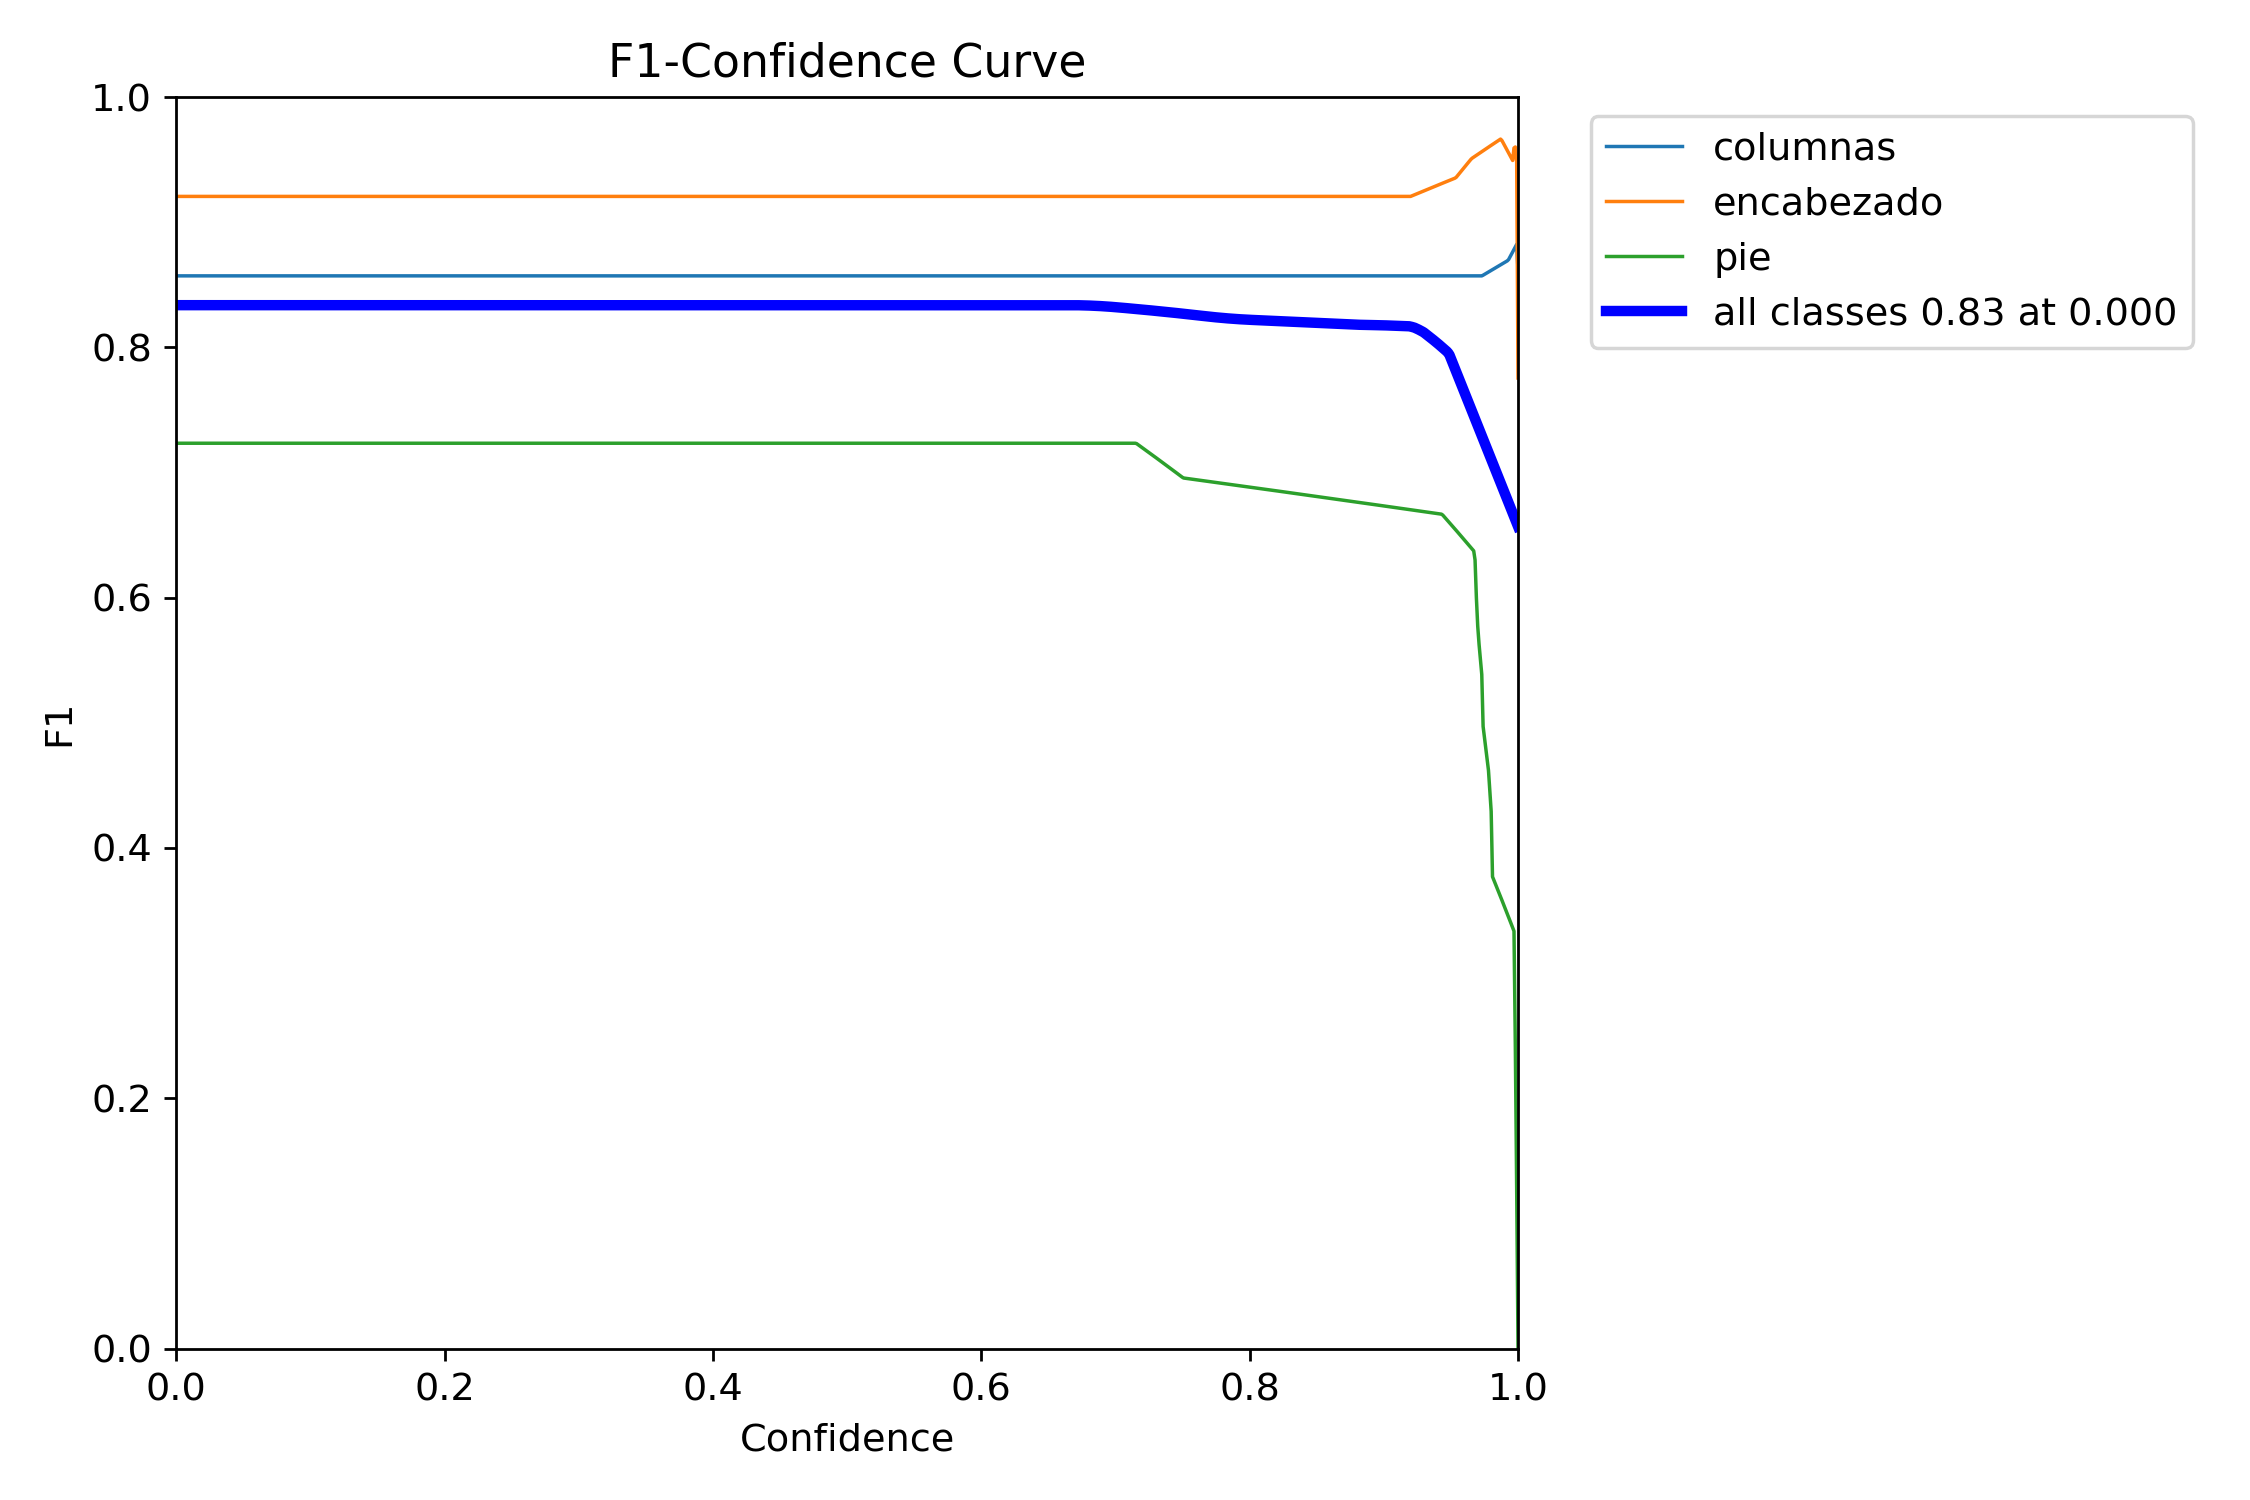 F1-Confidence Curve
1.0
0.8
0.6
0.4
0.2
0.0
F1
0.0 0.2 0.4 0.6 0.8 1.0
Confidence
columnas
encabezado
pie
all classes 0.83 at 0.000